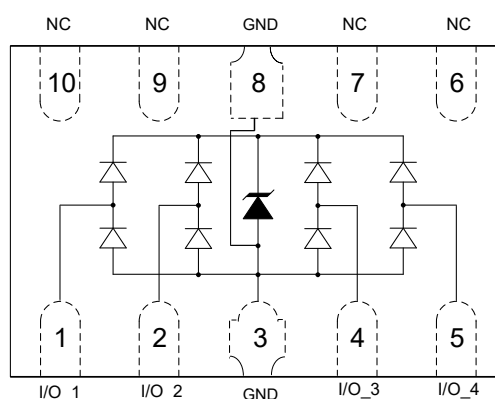 NC NC GND NC NC
10 9 8 7 6
1 2 3 4 5
I/O_1 I/O_2 GND I/O_3 I/O_4